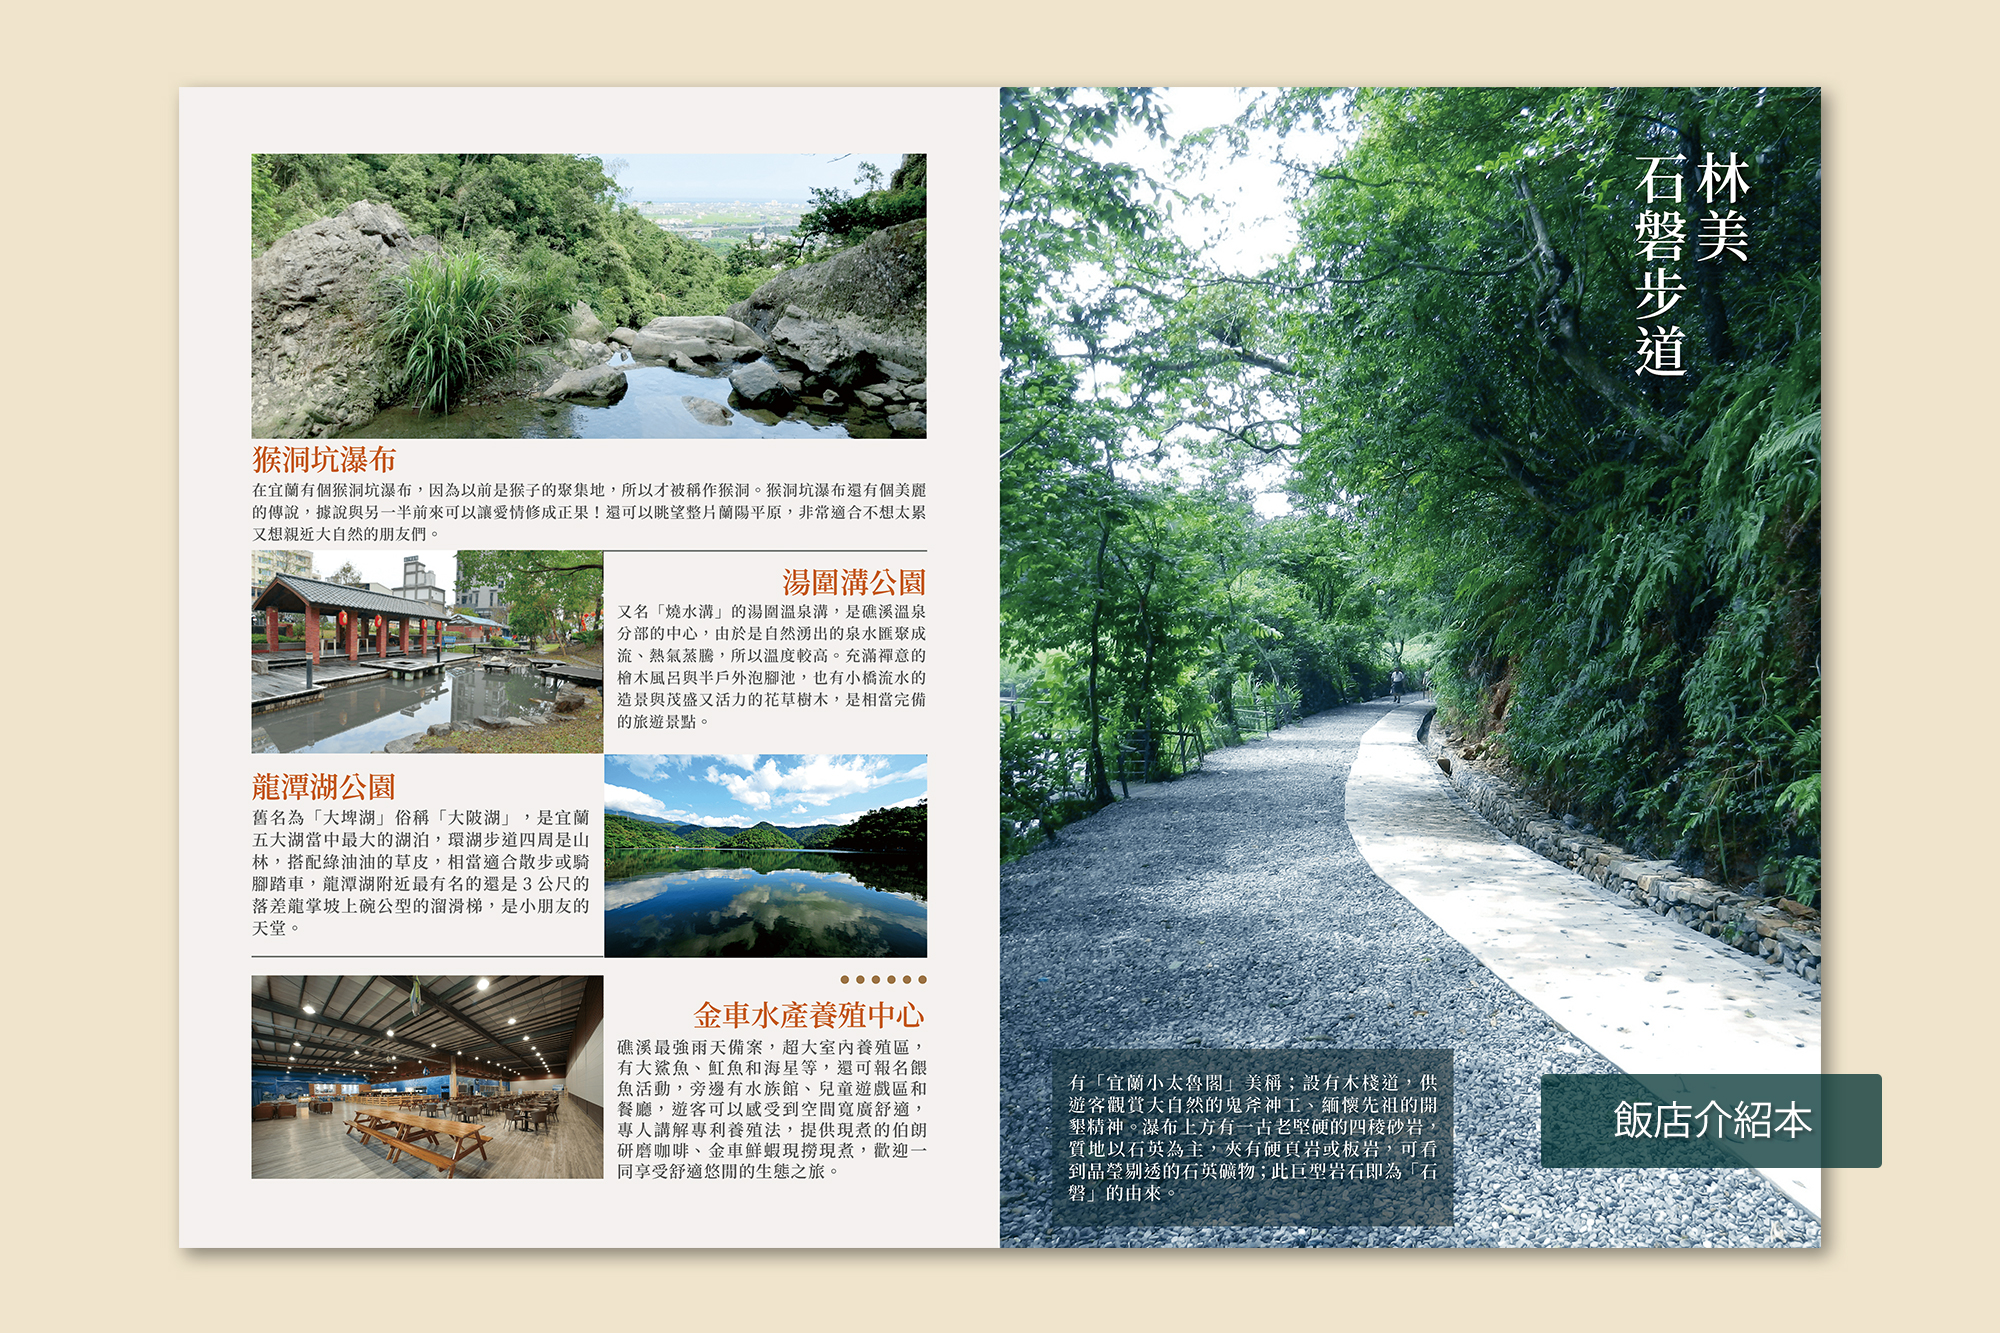 猴洞坑瀑布
在宜蘭有個猴洞坑瀑布，因為以前是猴子的聚集地，所以才被稱作猴洞。猴洞坑瀑布還有個美麗
的傳說，據說與另一半前來可以讓愛情修成正果！還可以眺望整片蘭陽平原，非常適合不想太累
又想親近大自然的朋友們。
湯圍溝公園
又名「燒水溝」的湯圍溫泉溝，是礁溪溫泉
分部的中心，由於是自然湧出的泉水匯聚成
流、熱氣蒸騰，所以溫度較高。充滿禪意的
檜木風呂與半戶外泡腳池，也有小橋流水的
造景與茂盛又活力的花草樹木，是相當完備
的旅遊景點。
龍潭湖公園
舊名為「大埤湖」俗稱「大陂湖」，是宜蘭
五大湖當中最大的湖泊，環湖步道四周是山
林，搭配綠油油的草皮，相當適合散步或騎
腳踏車，龍潭湖附近最有名的還是 3 公尺的
落差龍掌坡上碗公型的溜滑梯，是小朋友的
天堂。
金車水產養殖中心
礁溪最強雨天備案，超大室內養殖區，
有大鯊魚、魟魚和海星等，還可報名餵
魚活動，旁邊有水族館、兒童遊戲區和
餐廳，遊客可以感受到空間寬廣舒適，
專人講解專利養殖法，提供現煮的伯朗
研磨咖啡、金車鮮蝦現撈現煮，歡迎一
同享受舒適悠閒的生態之旅。
林美
石磐步道
有「宜蘭小太魯閣」美稱；設有木棧道，供
遊客觀賞大自然的鬼斧神工、緬懷先祖的開
墾精神。瀑布上方有一古老堅硬的四稜砂岩，
質地以石英為主，夾有硬頁岩或板岩，可看
到晶瑩剔透的石英礦物；此巨型岩石即為「石
磐」的由來。
飯店介紹本